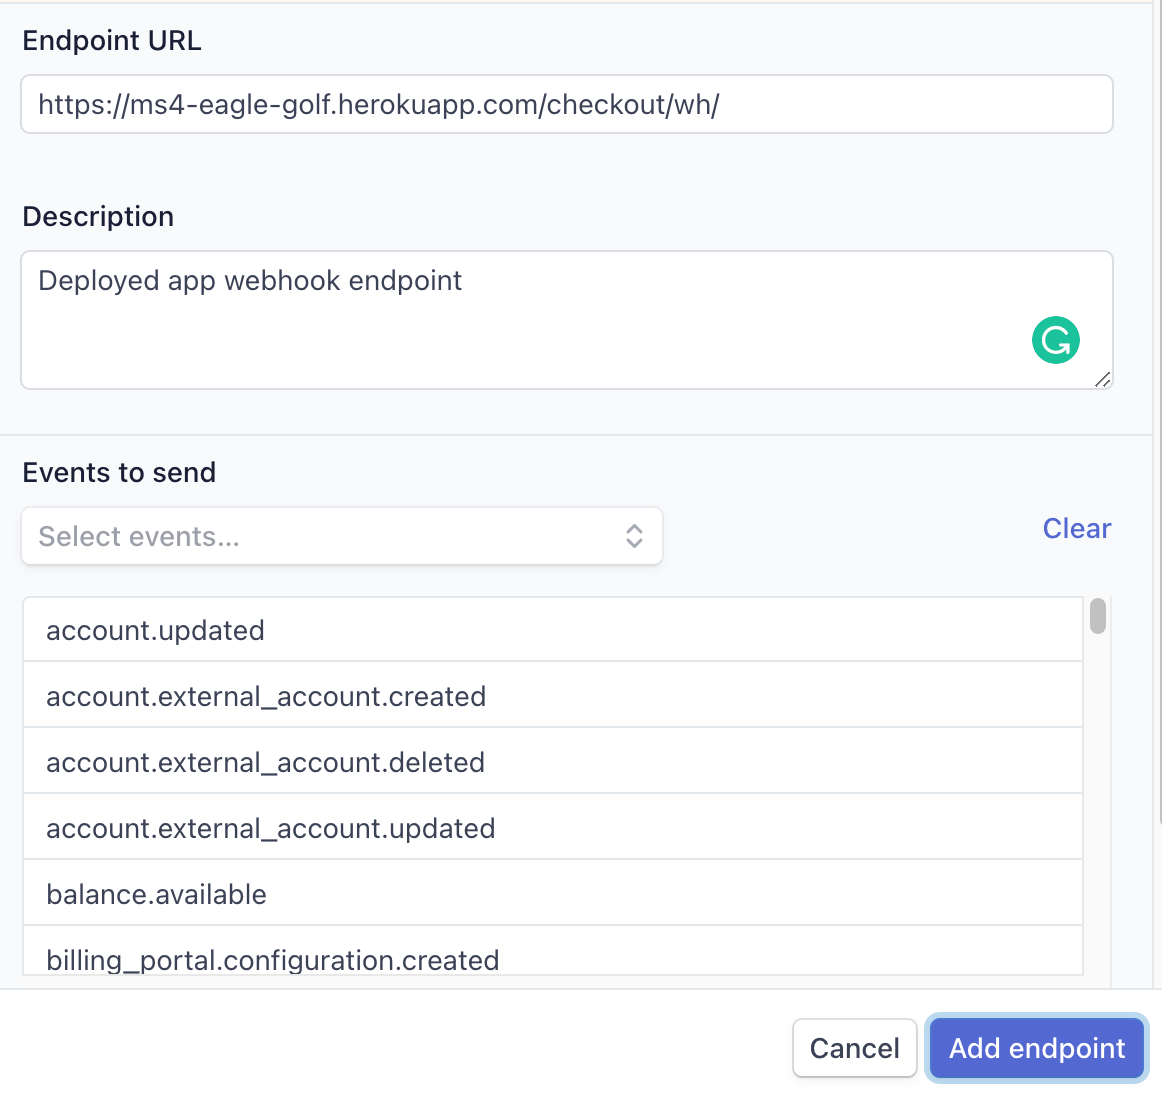 Endpoint URL
https://ms4-eagle-golf.herokuapp.com/checkout/wh/
Description
Deployed app webhook endpoint
Events to send
Select events...
Clear
account.updated
account.external_account.created
account.external_account.deleted
account.external_account.updated
balance.available
billing_portal.configuration.created
Cancel
Add endpoint